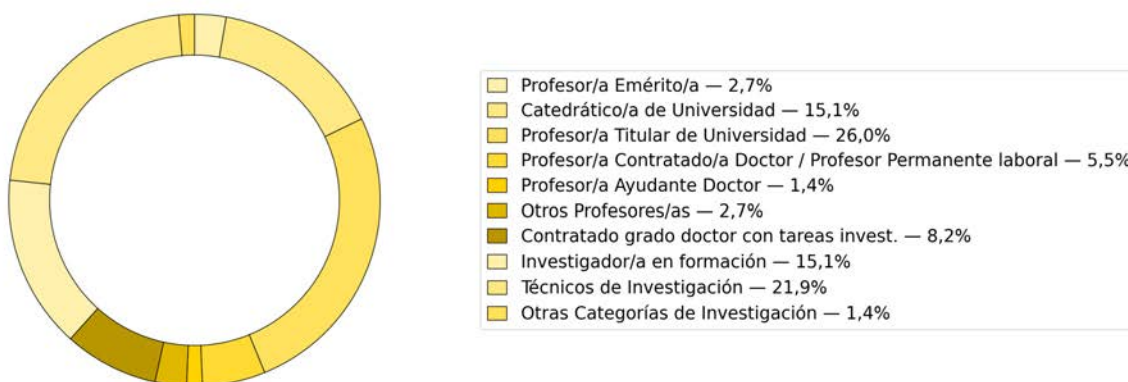 Profesor/a Emérito/a — 2,7%
Catedrático/a de Universidad — 15,1%
Profesor/a Titular de Universidad — 26,0%
Profesor/a Contratado/a Doctor / Profesor Permanente laboral — 5,5%
Profesor/a Ayudante Doctor — 1,4%
Otros Profesores/as — 2,7%
Contratado grado doctor con tareas invest. — 8,2%
Investigador/a en formación — 15,1%
Técnicos de Investigación — 21,9%
Otras Categorías de Investigación — 1,4%